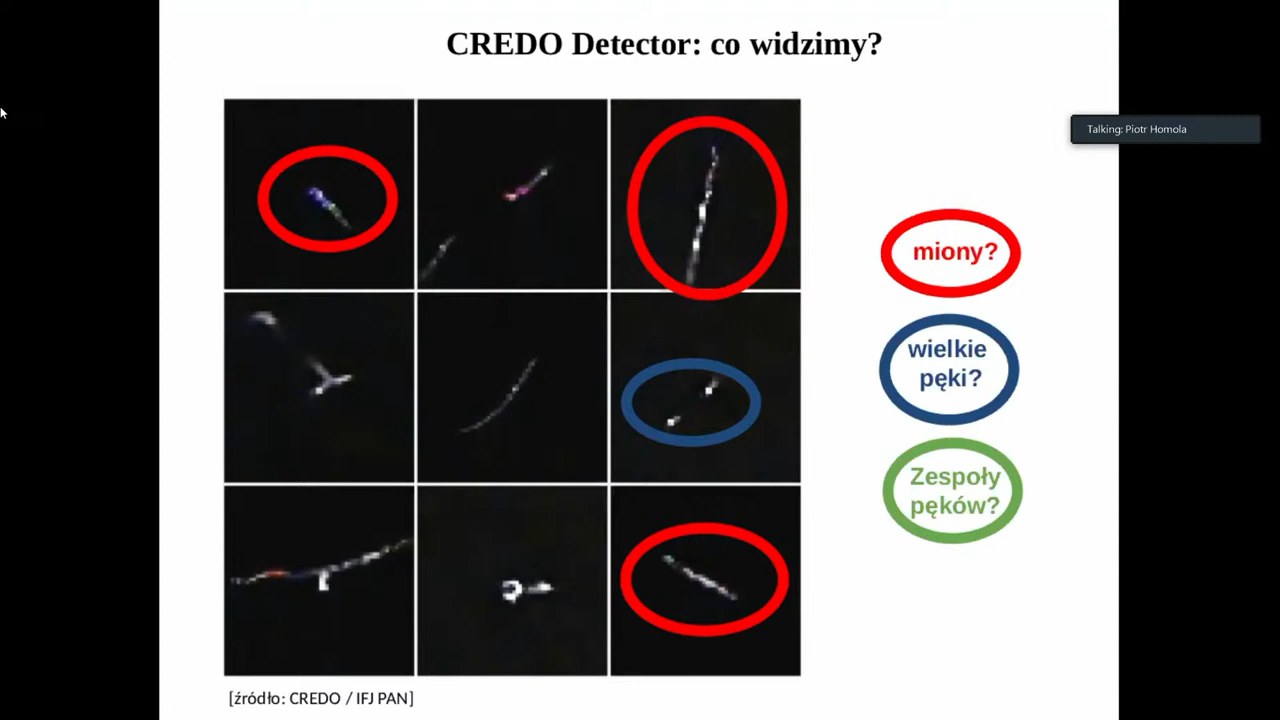 CREDO Detector: co widzimy?
Talking: Piotr Homola
miony?
wielkie
pęki?
Zespoły
pęków?
[źródło: CREDO / IFJ PAN]